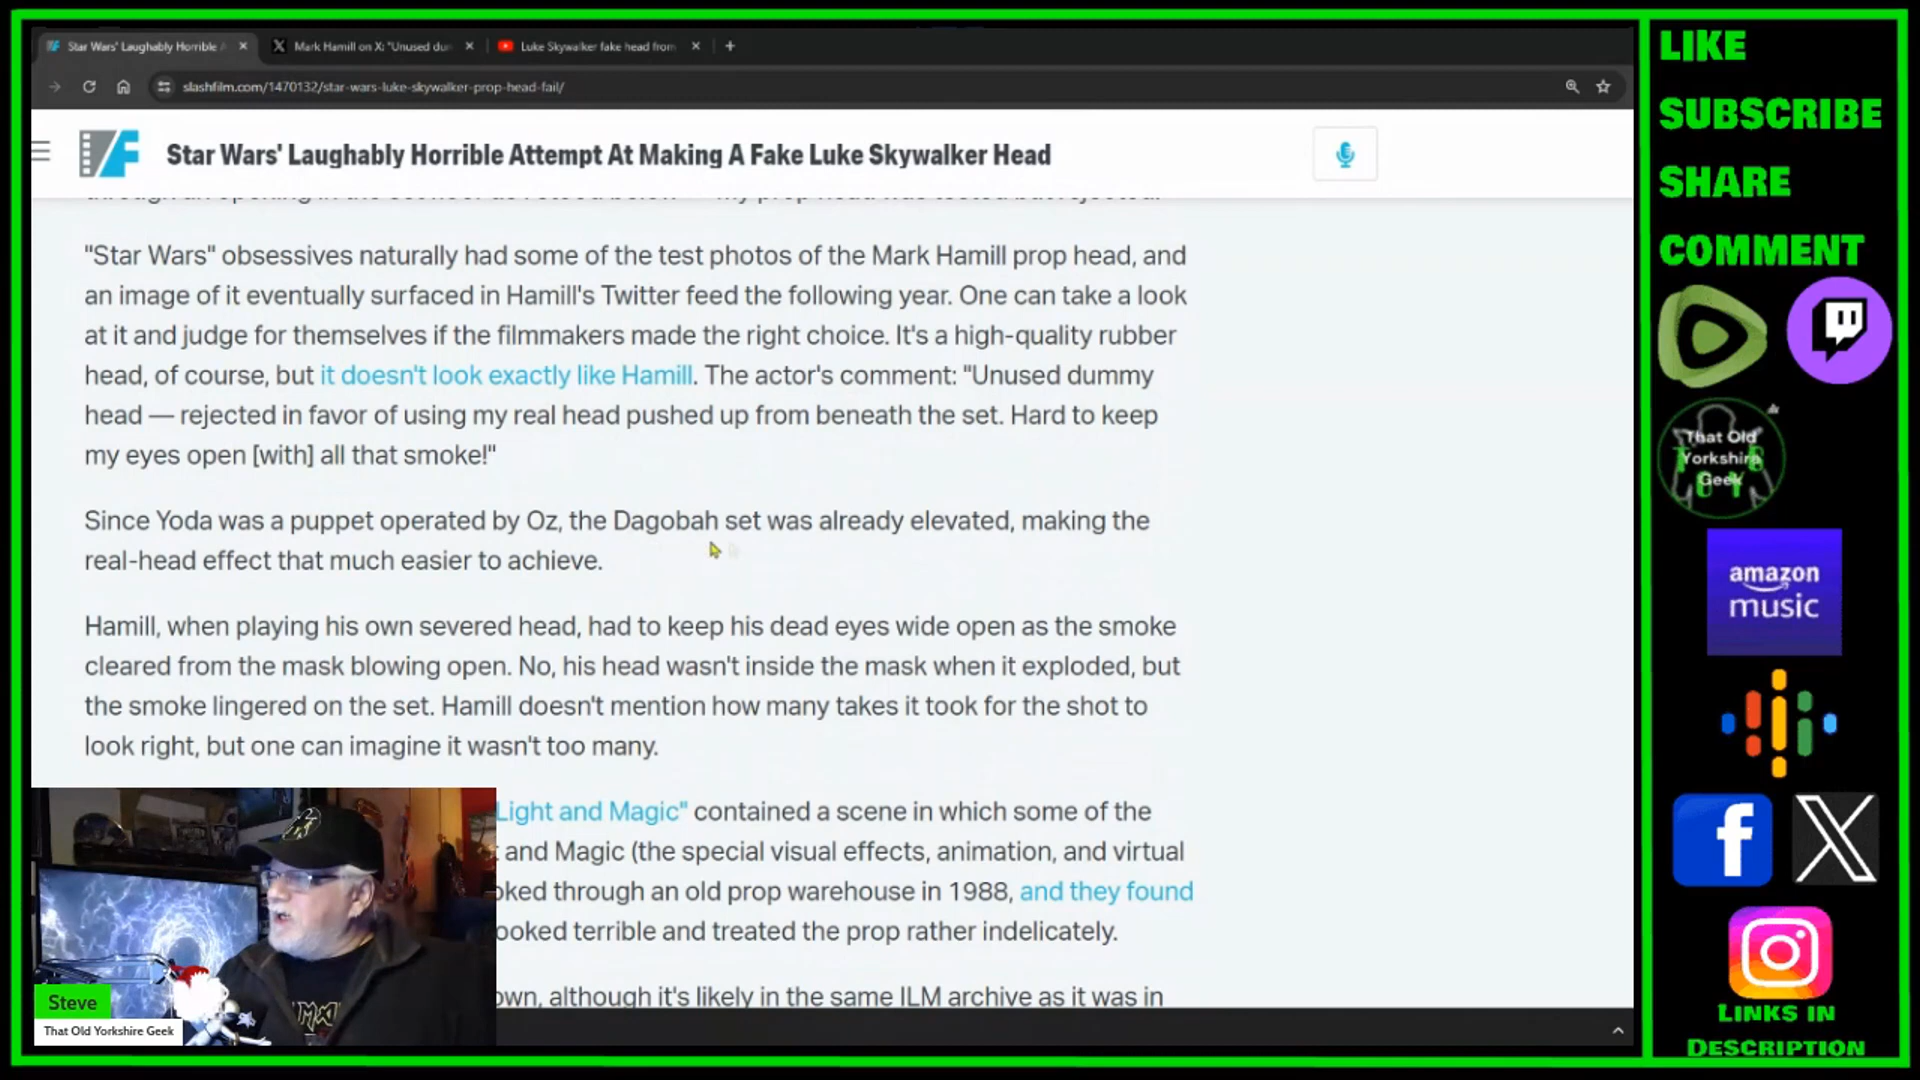 Star Wars' Laughably Horrible A
Mark Hamill on X: "Unused dun
Luke Skywalker fake head from
slashfilm.com/1470132/star-wars-luke-skywalker-prop-head-fail/
Star Wars' Laughably Horrible Attempt At Making A Fake Luke Skywalker Head
"Star Wars" obsessives naturally had some of the test photos of the Mark Hamill prop head, and
an image of it eventually surfaced in Hamill's Twitter feed the following year. One can take a look
at it and judge for themselves if the filmmakers made the right choice. It's a high-quality rubber
head, of course, but it doesn't look exactly like Hamill. The actor's comment: "Unused dummy
head — rejected in favor of using my real head pushed up from beneath the set. Hard to keep
my eyes open [with] all that smoke!"
Since Yoda was a puppet operated by Oz, the Dagobah set was already elevated, making the
real-head effect that much easier to achieve.
Hamill, when playing his own severed head, had to keep his dead eyes wide open as the smoke
cleared from the mask blowing open. No, his head wasn't inside the mask when it exploded, but
the smoke lingered on the set. Hamill doesn't mention how many takes it took for the shot to
look right, but one can imagine it wasn't too many.
Light and Magic" contained a scene in which some of the
and Magic (the special visual effects, animation, and virtual
oked through an old prop warehouse in 1988, and they found
ooked terrible and treated the prop rather indelicately.
own, although it's likely in the same ILM archive as it was in
Steve
That Old Yorkshire Geek
LIKE
SUBSCRIBE
SHARE
COMMENT
That Old
Yorkshire
Geek
amazon
music
LINKS IN
DESCRIPTION